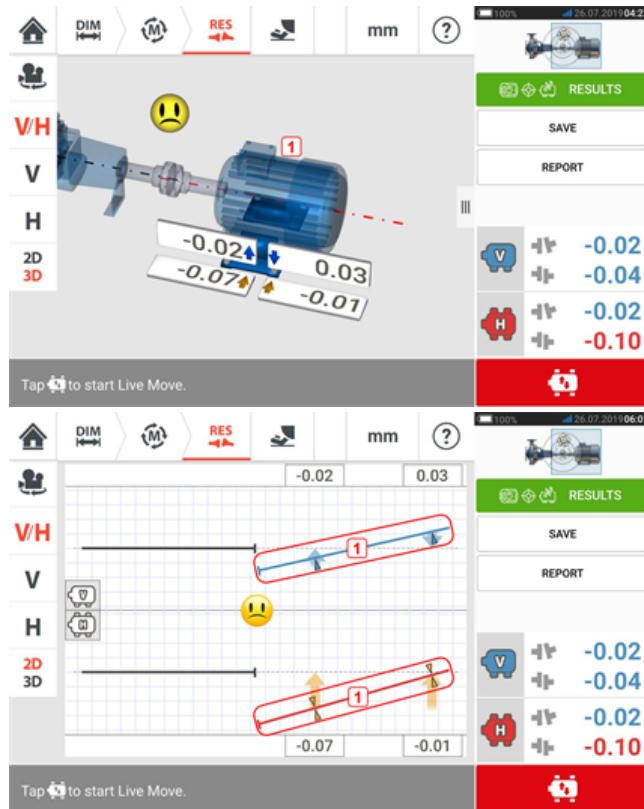 DIM
M
RES
mm
?
100%
26.07.2019 04:2
V/H
V
H
2D
3D
1
-0.02
0.03
-0.07
-0.01
RESULTS
SAVE
REPORT
V
-0.02
-0.04
H
-0.02
-0.10
Tap to start Live Move.
DIM
M
RES
mm
?
100%
26.07.2019 06:0
V/H
V
H
2D
3D
-0.02
0.03
1
V
H
1
-0.07
-0.01
RESULTS
SAVE
REPORT
V
-0.02
-0.04
H
-0.02
-0.10
Tap to start Live Move.